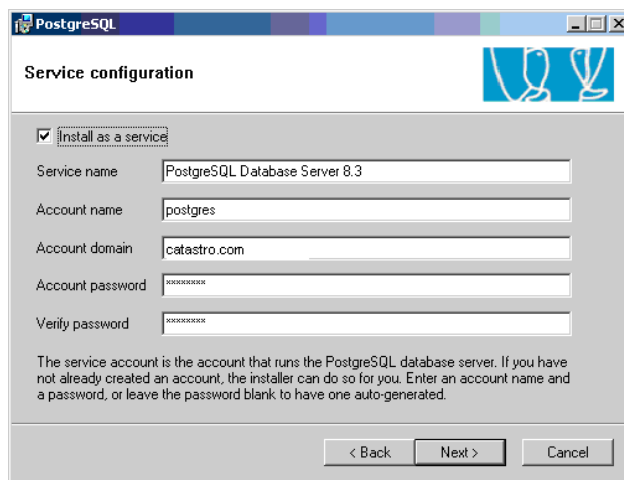 PostgreSQL
Service configuration
Install as a service
Service name PostgreSQL Database Server 8.3
Account name postgres
Account domain catastro.com
Account password ××××××××
Verify password ××××××××
The service account is the account that runs the PostgreSQL database server. If you have
not already created an account, the installer can do so for you. Enter an account name and
a password, or leave the password blank to have one auto-generated.
< Back Next > Cancel